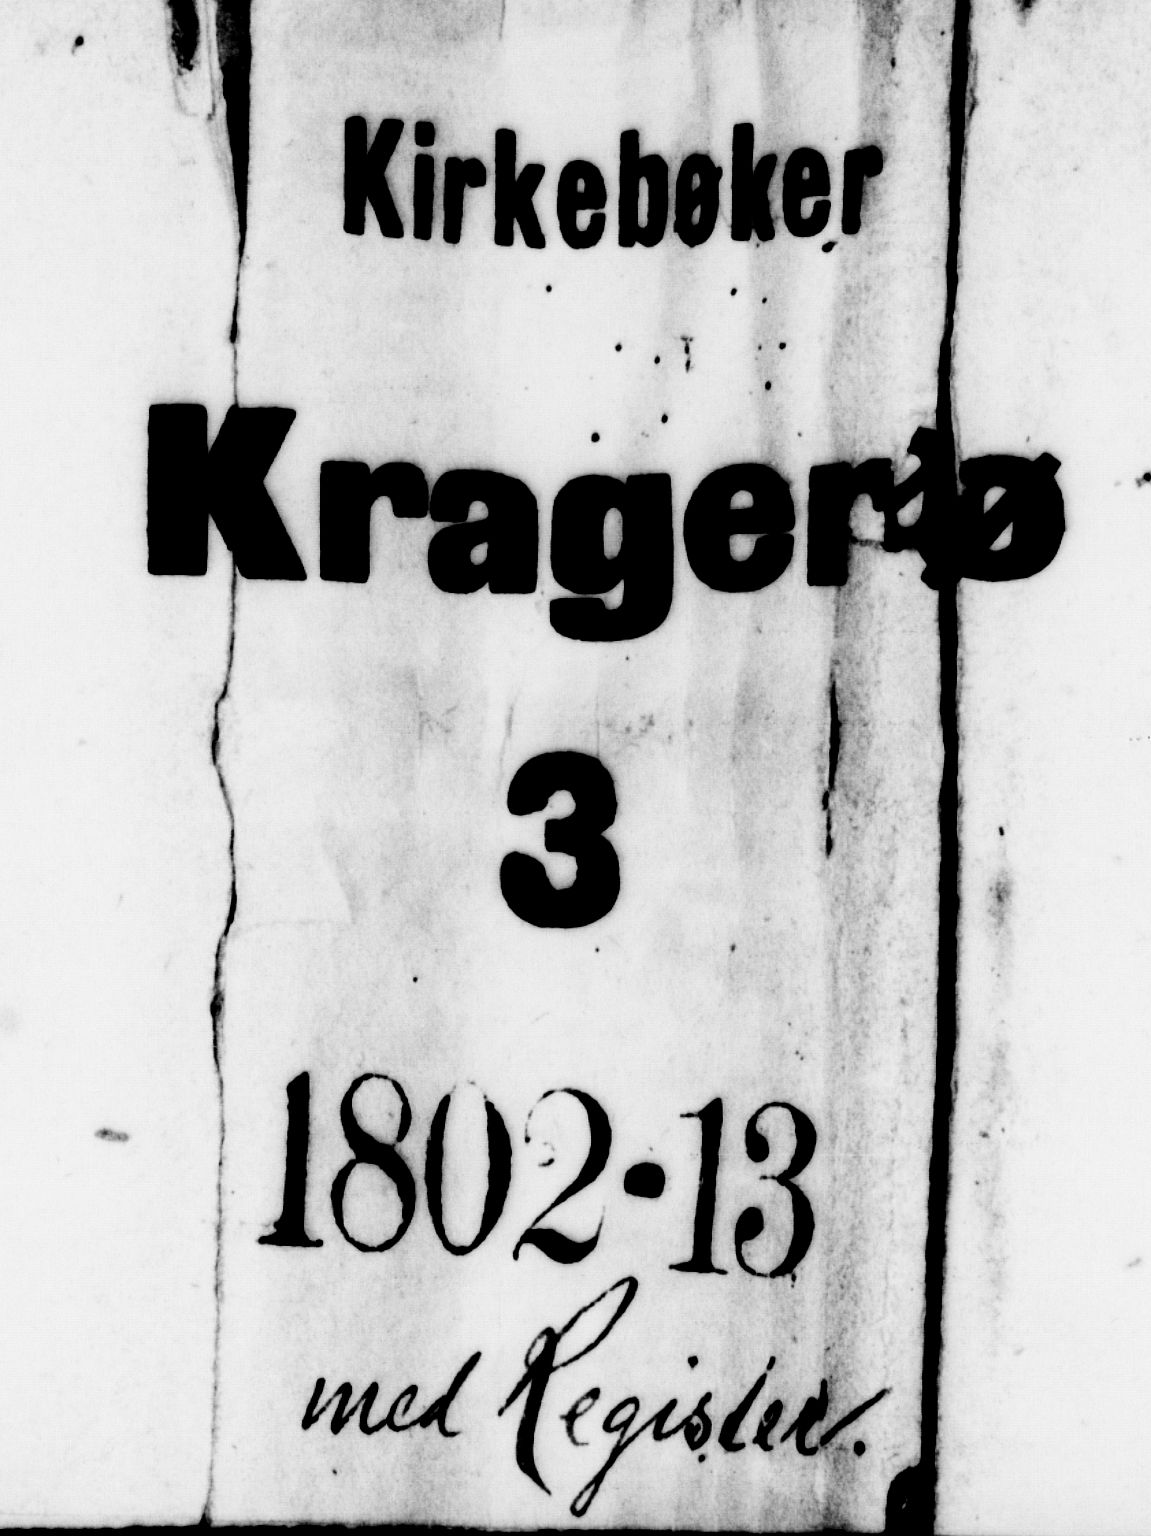 Kirkebøker
Kragerø
3
1802-13
med Register.